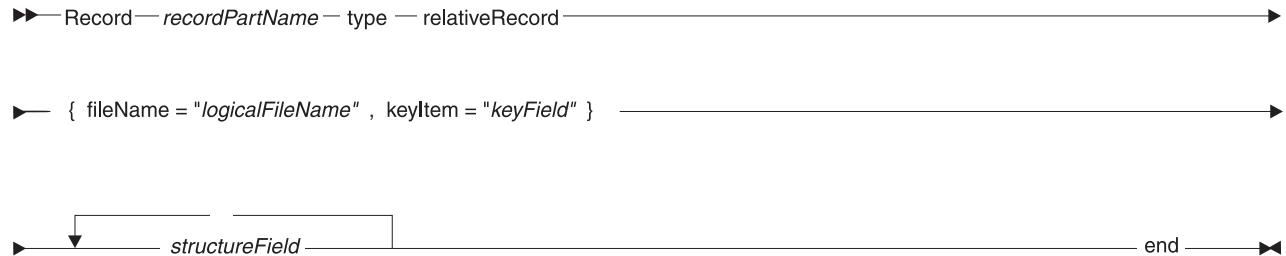 Record recordPartName type relativeRecord
{ fileName = "logicalFileName" , keyItem = "keyField" }
structureField end